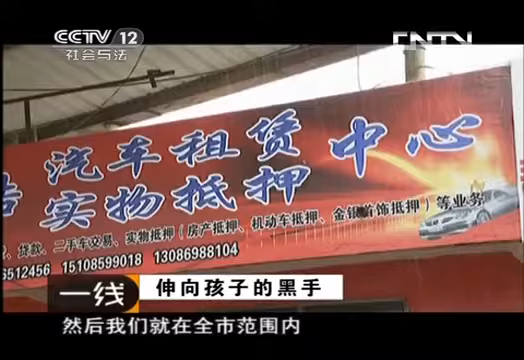 CCTV 12
社会与法
CNTV
汽车租赁 中心
实物抵押
贷款、二手车交易、实物抵押（房产抵押、机动车抵押、金银首饰抵押）等业务
6512456 15108599018 13086988104
一线
伸向孩子的黑手
然后我们就在全市范围内